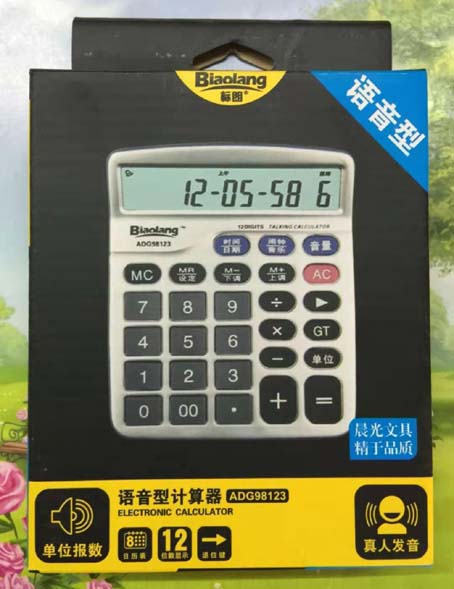 Biaolang
标朗®
语音型
上午
12-05-58 6
Biaolang™
ADG98123
12DIGITS TALKING CALCULATOR
时间
日期
闹钟
音乐
音量
MC
MR
设定
M-
下调
M+
上调
AC
7
8
9
÷
▶
4
5
6
×
GT
1
2
3
−
单位
0
00
·
+
=
晨光文具
精于品质
语音型计算器 ADG98123
ELECTRONIC CALCULATOR
单位报数
8
日历表
12
位数显示
退位键
真人发音